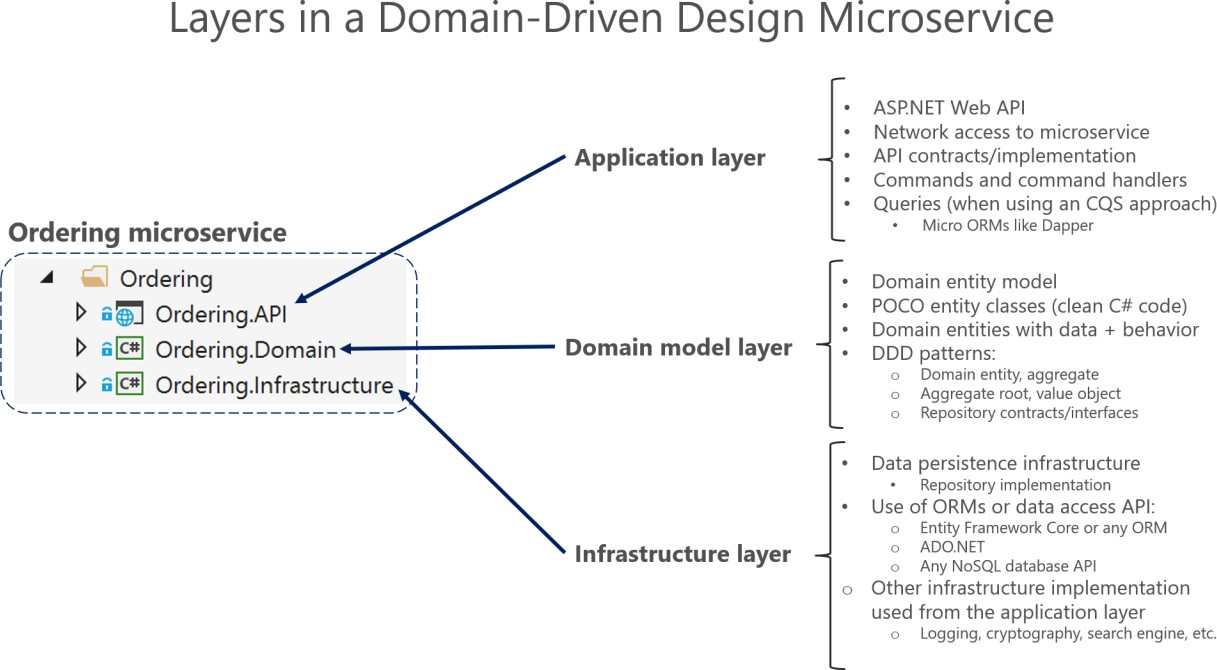 Layers in a Domain-Driven Design Microservice
Ordering microservice
Ordering
Ordering.API
C# Ordering.Domain
C# Ordering.Infrastructure
Application layer
• ASP.NET Web API
• Network access to microservice
• API contracts/implementation
• Commands and command handlers
• Queries (when using an CQS approach)
• Micro ORMs like Dapper
Domain model layer
• Domain entity model
• POCO entity classes (clean C# code)
• Domain entities with data + behavior
• DDD patterns:
o Domain entity, aggregate
o Aggregate root, value object
o Repository contracts/interfaces
Infrastructure layer
• Data persistence infrastructure
• Repository implementation
• Use of ORMs or data access API:
o Entity Framework Core or any ORM
o ADO.NET
o Any NoSQL database API
o Other infrastructure implementation
used from the application layer
o Logging, cryptography, search engine, etc.